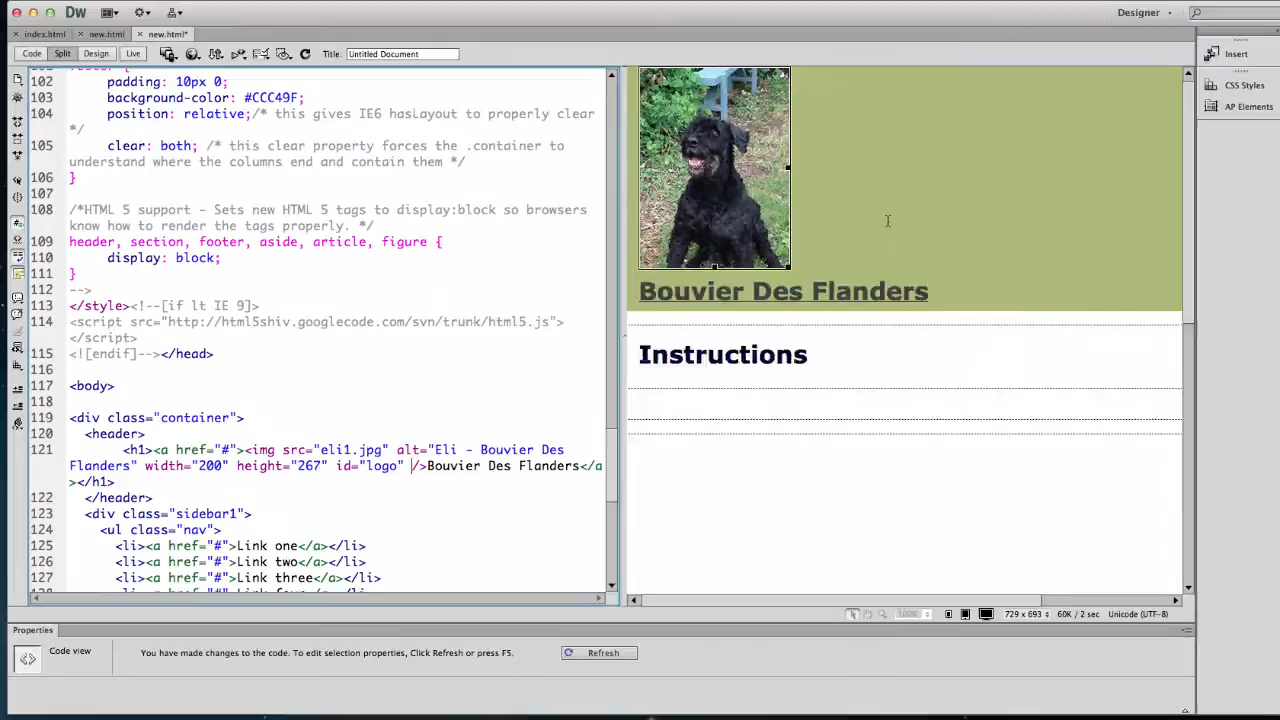 Dw
Designer
index.html
new.html
new.html*
Code
Split
Design
Live
Title:
Untitled Document
Insert
CSS Styles
AP Elements
102 padding: 10px 0;
103 background-color: #CCC49F;
104 position: relative;/* this gives IE6 hasLayout to properly clear
*/
105 clear: both; /* this clear property forces the .container to
understand where the columns end and contain them */
106 }
107
108 /*HTML 5 support - Sets new HTML 5 tags to display:block so browsers
know how to render the tags properly. */
109 header, section, footer, aside, article, figure {
110 display: block;
111 }
112 -->
113 </style><!--[if lt IE 9]>
114 <script src="http://html5shiv.googlecode.com/svn/trunk/html5.js">
</script>
115 <![endif]--></head>
116
117 <body>
118
119 <div class="container">
120 <header>
121 <h1><a href="#"><img src="eli1.jpg" alt="Eli - Bouvier Des
Flanders" width="200" height="267" id="logo" />Bouvier Des Flanders</a
></h1>
122 </header>
123 <div class="sidebar1">
124 <ul class="nav">
125 <li><a href="#">Link one</a></li>
126 <li><a href="#">Link two</a></li>
127 <li><a href="#">Link three</a></li>
Bouvier Des Flanders
Instructions
100%
729 x 693
60K / 2 sec
Unicode (UTF-8)
Properties
Code view
You have made changes to the code. To edit selection properties, Click Refresh or press F5.
Refresh